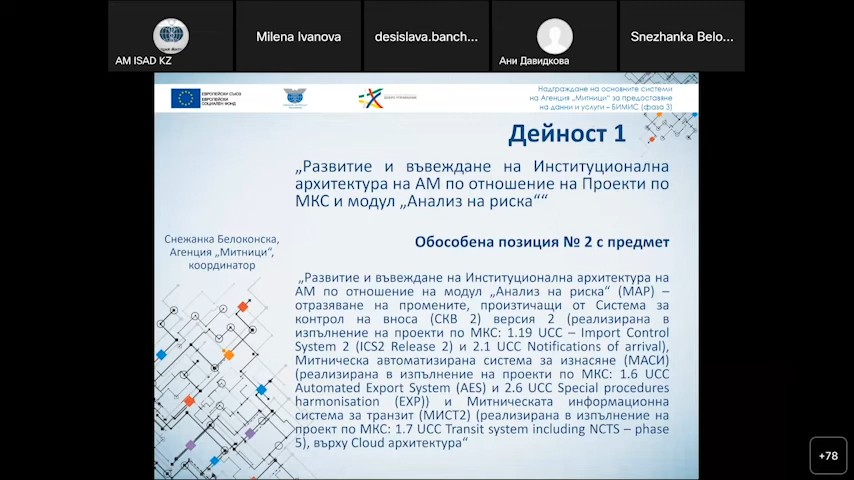 AM ISAD KZ
Milena Ivanova
desislava.banch...
Ани Давидкова
Snezhanka Belo...
ЕВРОПЕЙСКИ СЪЮЗ
ЕВРОПЕЙСКИ
СОЦИАЛЕН ФОНД
Надграждане на основните системи
на Агенция „Митници“ за предоставяне
на данни и услуги – БИМИС (фаза 3)
Дейност 1
„Развитие и въвеждане на Институционална
архитектура на АМ по отношение на Проекти по
МКС и модул „Анализ на риска““
Обособена позиция № 2 с предмет
Снежанка Белоконска,
Агенция „Митници“,
координатор
„Развитие и въвеждане на Институционална архитектура на
АМ по отношение на модул „Анализ на риска“ (МАР) –
отразяване на промените, произтичащи от Система за
контрол на вноса (СКВ 2) версия 2 (реализирана в
изпълнение на проекти по МКС: 1.19 UCC – Import Control
System 2 (ICS2 Release 2) и 2.1 UCC Notifications of arrival),
Митническа автоматизирана система за изнасяне (МАСИ)
(реализирана в изпълнение на проекти по МКС: 1.6 UCC
Automated Export System (AES) и 2.6 UCC Special procedures
harmonisation (EXP)) и Митническата информационна
система за транзит (МИСТ2) (реализирана в изпълнение на
проект по МКС: 1.7 UCC Transit system including NCTS – phase
5), върху Cloud архитектура“
+78